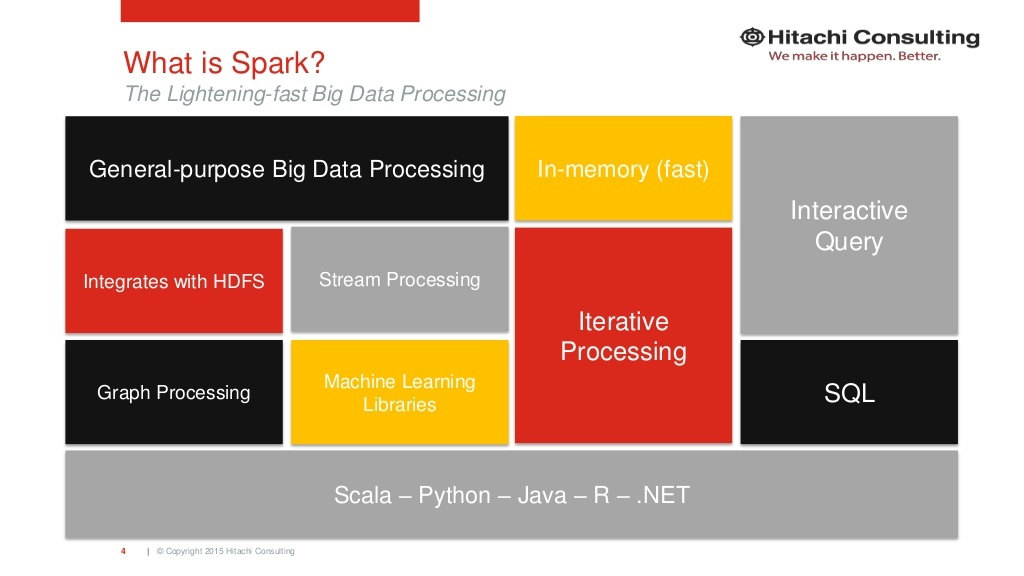 Hitachi Consulting
We make it happen. Better.
What is Spark?
The Lightening-fast Big Data Processing
General-purpose Big Data Processing
In-memory (fast)
Interactive
Query
Integrates with HDFS
Stream Processing
Iterative
Processing
Graph Processing
Machine Learning
Libraries
SQL
Scala – Python – Java – R – .NET
4 | © Copyright 2015 Hitachi Consulting